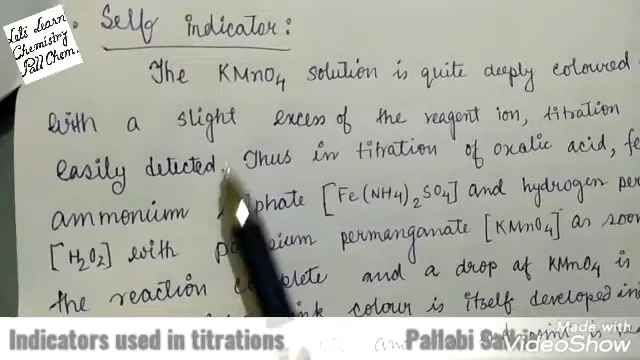 Let's Learn
Chemistry
Pall Chem.
Self indicator:
The KMnO4 solution is quite deeply coloured
with a slight excess of the reagent ion, titration
easily detected. Thus in titration of oxalic acid, fe
ammonium phate [Fe(NH4)2SO4] and hydrogen per
[H2O2] with po ium permanganate [KMnO4] as soon
the reaction c plete and a drop of KMnO4 is
colour is itself developed in
Indicators used in titrations
Pallabi
Made with
VideoShow